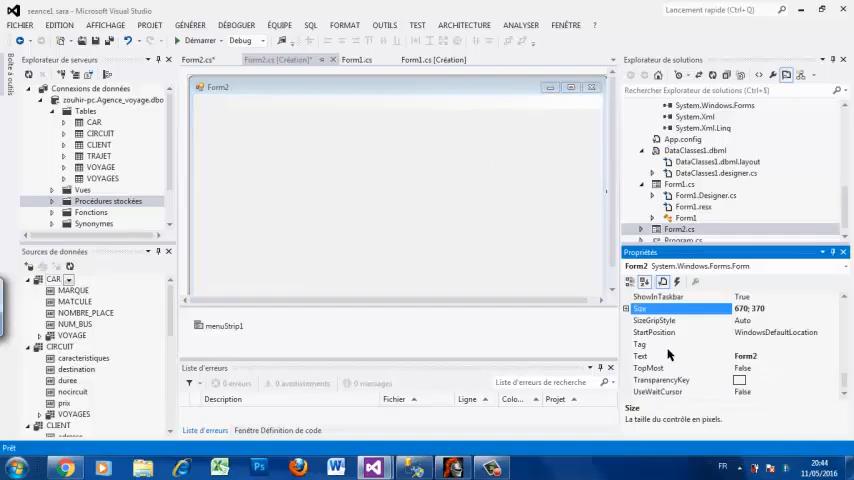 seance1 sara - Microsoft Visual Studio
Lancement rapide (Ctrl+Q)
FICHIER EDITION AFFICHAGE PROJET GÉNÉRER DÉBOGUER ÉQUIPE SQL FORMAT OUTILS TEST ARCHITECTURE ANALYSER FENÊTRE ?
Démarrer Debug
Boîte à outils
Explorateur de serveurs
Connexions de données
zouhir-pc.Agence_voyage.dbo
Tables
CAR
CIRCUIT
CLIENT
TRAJET
VOYAGE
VOYAGES
Vues
Procédures stockées
Fonctions
Synonymes
Sources de données
CAR
MARQUE
MATCULE
NOMBRE_PLACE
NUM_BUS
VOYAGE
CIRCUIT
caracteristiques
destination
duree
nocircuit
prix
VOYAGES
CLIENT
Form2.cs* Form2.cs [Création]* Form1.cs Form1.cs [Création]
Form2
menuStrip1
Liste d'erreurs
0 erreurs 0 avertissements 0 messages Liste d'erreurs de recherche
Description Fichier Ligne Colo... Projet
Liste d'erreurs Fenêtre Définition de code
Explorateur de solutions
Rechercher Explorateur de solutions (Ctrl+$)
System.Windows.Forms
System.Xml
System.Xml.Linq
App.config
DataClasses1.dbml
DataClasses1.dbml.layout
DataClasses1.designer.cs
Form1.cs
Form1.Designer.cs
Form1.resx
Form1
Form2.cs
Program.cs
Propriétés
Form2 System.Windows.Forms.Form
ShowInTaskbar True
Size 670; 370
SizeGripStyle Auto
StartPosition WindowsDefaultLocation
Tag
Text Form2
TopMost False
TransparencyKey
UseWaitCursor False
Size
La taille du contrôle en pixels.
Prêt
FR
20:44
11/05/2016